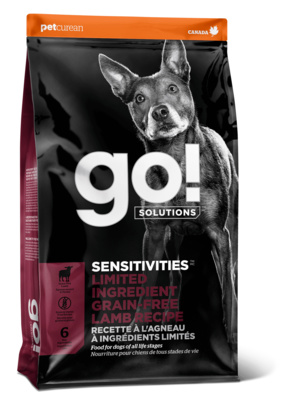 petcurean
CANADA
go!
SOLUTIONS
SENSITIVITIES™
LIMITED
INGREDIENT
GRAIN-FREE
LAMB RECIPE
RECETTE À L'AGNEAU
À INGRÉDIENTS LIMITÉS
Food for dogs of all life stages
Nourriture pour chiens de tous stades de vie
6
go!